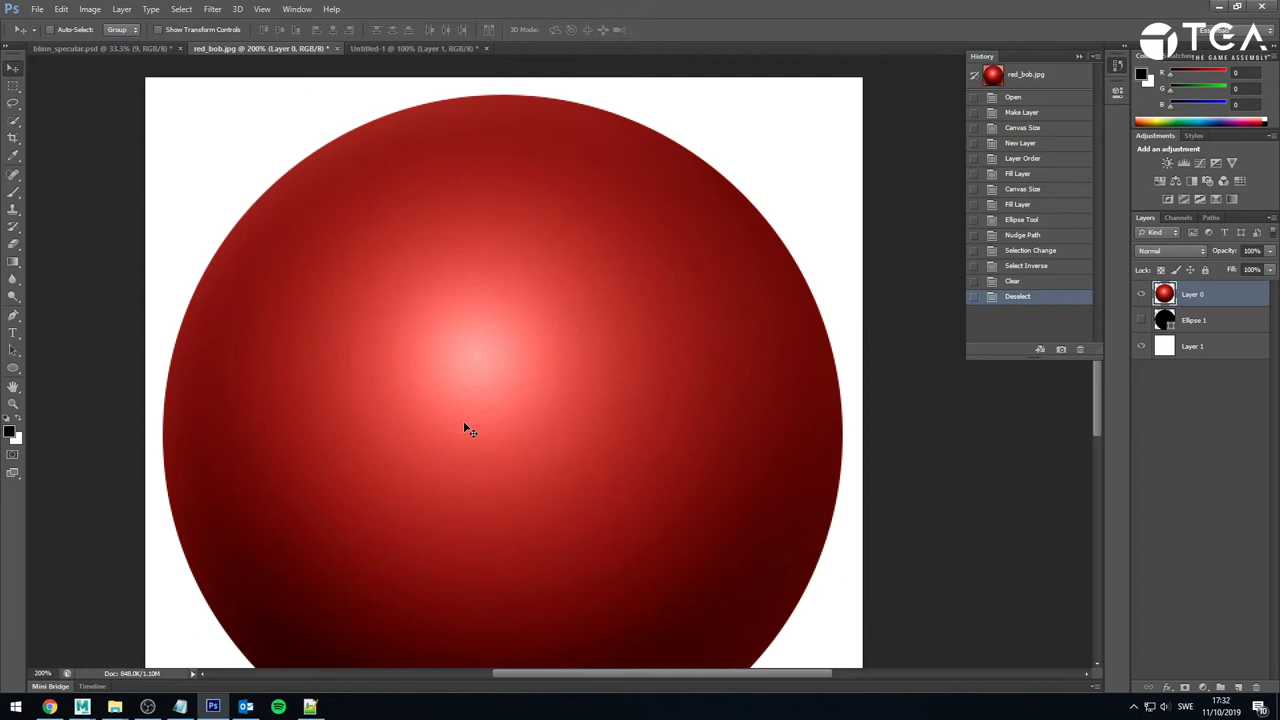 Ps File Edit Image Layer Type Select Filter 3D View Window Help
Auto-Select: Group Show Transform Controls 3D Mode:
TGA
THE GAME ASSEMBLY
blinn_specular.psd @ 33.3% (9, RGB/8) * × red_bob.jpg @ 200% (Layer 0, RGB/8) * × Untitled-1 @ 100% (Layer 1, RGB/8) * ×
History
red_bob.jpg
Open
Make Layer
Canvas Size
New Layer
Layer Order
Fill Layer
Canvas Size
Fill Layer
Ellipse Tool
Nudge Path
Selection Change
Select Inverse
Clear
Deselect
R 0
G 0
B 0
Adjustments Styles
Add an adjustment
Layers Channels Paths
Kind
Normal Opacity: 100%
Lock: Fill: 100%
Layer 0
Ellipse 1
Layer 1
200% Doc: 848.0K/1.10M
Mini Bridge Timeline
Ps SWE 17:32
11/10/2019